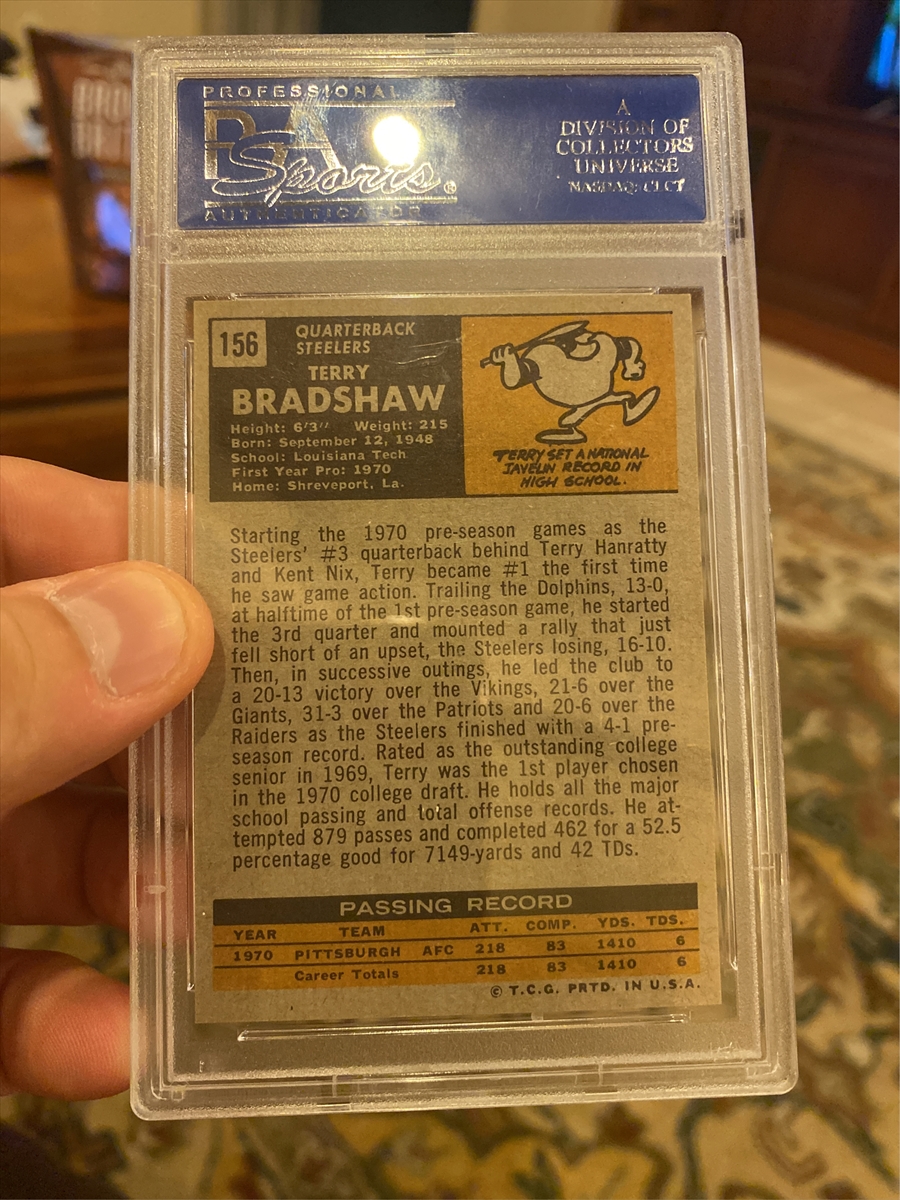 PROFESSIONAL
PSA
Sports®
AUTHENTICATOR
A
DIVISION OF
COLLECTORS
UNIVERSE
NASDAQ: CLCT
156
QUARTERBACK
STEELERS
TERRY
BRADSHAW
Height: 6'3" Weight: 215
Born: September 12, 1948
School: Louisiana Tech
First Year Pro: 1970
Home: Shreveport, La.
TERRY SET A NATIONAL
JAVELIN RECORD IN
HIGH SCHOOL.
Starting the 1970 pre-season games as the
Steelers' #3 quarterback behind Terry Hanratty
and Kent Nix, Terry became #1 the first time
he saw game action. Trailing the Dolphins, 13-0,
at halftime of the 1st pre-season game, he started
the 3rd quarter and mounted a rally that just
fell short of an upset, the Steelers losing, 16-10.
Then, in successive outings, he led the club to
a 20-13 victory over the Vikings, 21-6 over the
Giants, 31-3 over the Patriots and 20-6 over the
Raiders as the Steelers finished with a 4-1 pre-
season record. Rated as the outstanding college
senior in 1969, Terry was the 1st player chosen
in the 1970 college draft. He holds all the major
school passing and total offense records. He at-
tempted 879 passes and completed 462 for a 52.5
percentage good for 7149-yards and 42 TDs.
PASSING RECORD
YEAR TEAM ATT. COMP. YDS. TDS.
1970 PITTSBURGH AFC 218 83 1410 6
Career Totals 218 83 1410 6
© T.C.G. PRTD. IN U.S.A.